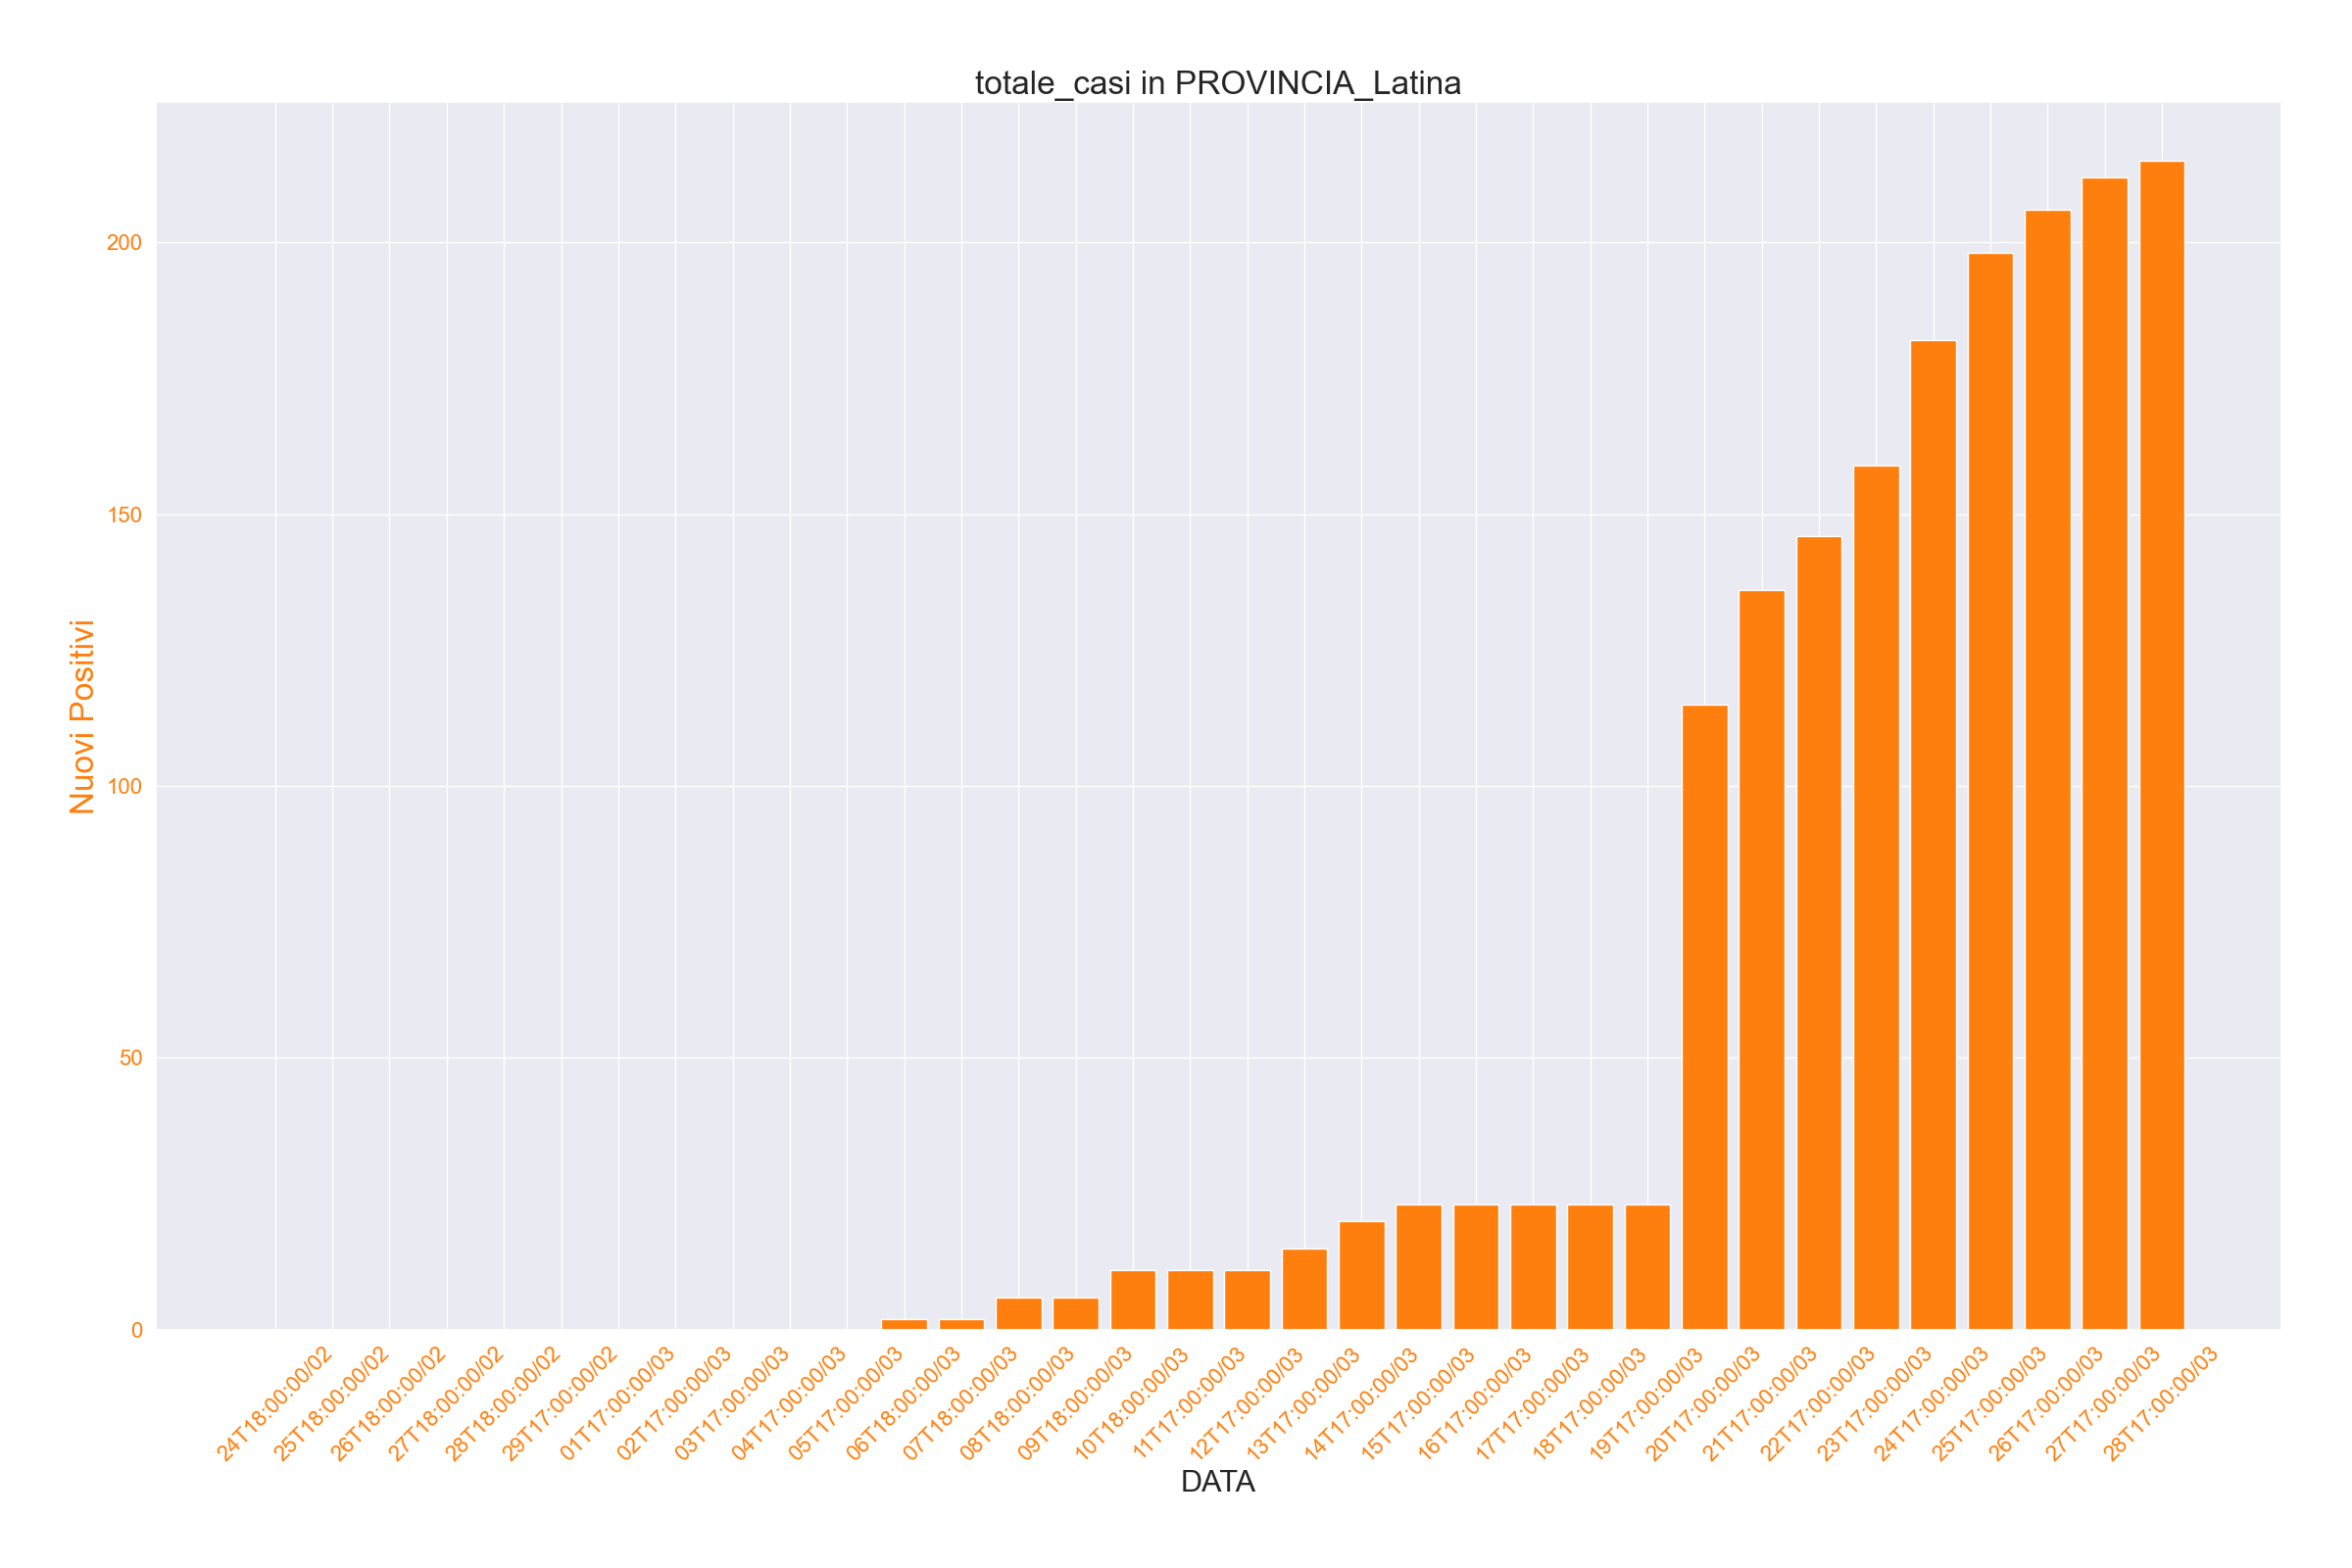 totale_casi in PROVINCIA_Latina
Nuovi Positivi
200
150
100
50
0
24T18:00:00/02
25T18:00:00/02
26T18:00:00/02
27T18:00:00/02
28T18:00:00/02
29T17:00:00/02
01T17:00:00/03
02T17:00:00/03
03T17:00:00/03
04T17:00:00/03
05T17:00:00/03
06T18:00:00/03
07T18:00:00/03
08T18:00:00/03
09T18:00:00/03
10T18:00:00/03
11T17:00:00/03
12T17:00:00/03
13T17:00:00/03
14T17:00:00/03
15T17:00:00/03
16T17:00:00/03
17T17:00:00/03
18T17:00:00/03
19T17:00:00/03
20T17:00:00/03
21T17:00:00/03
22T17:00:00/03
23T17:00:00/03
24T17:00:00/03
25T17:00:00/03
26T17:00:00/03
27T17:00:00/03
28T17:00:00/03
DATA